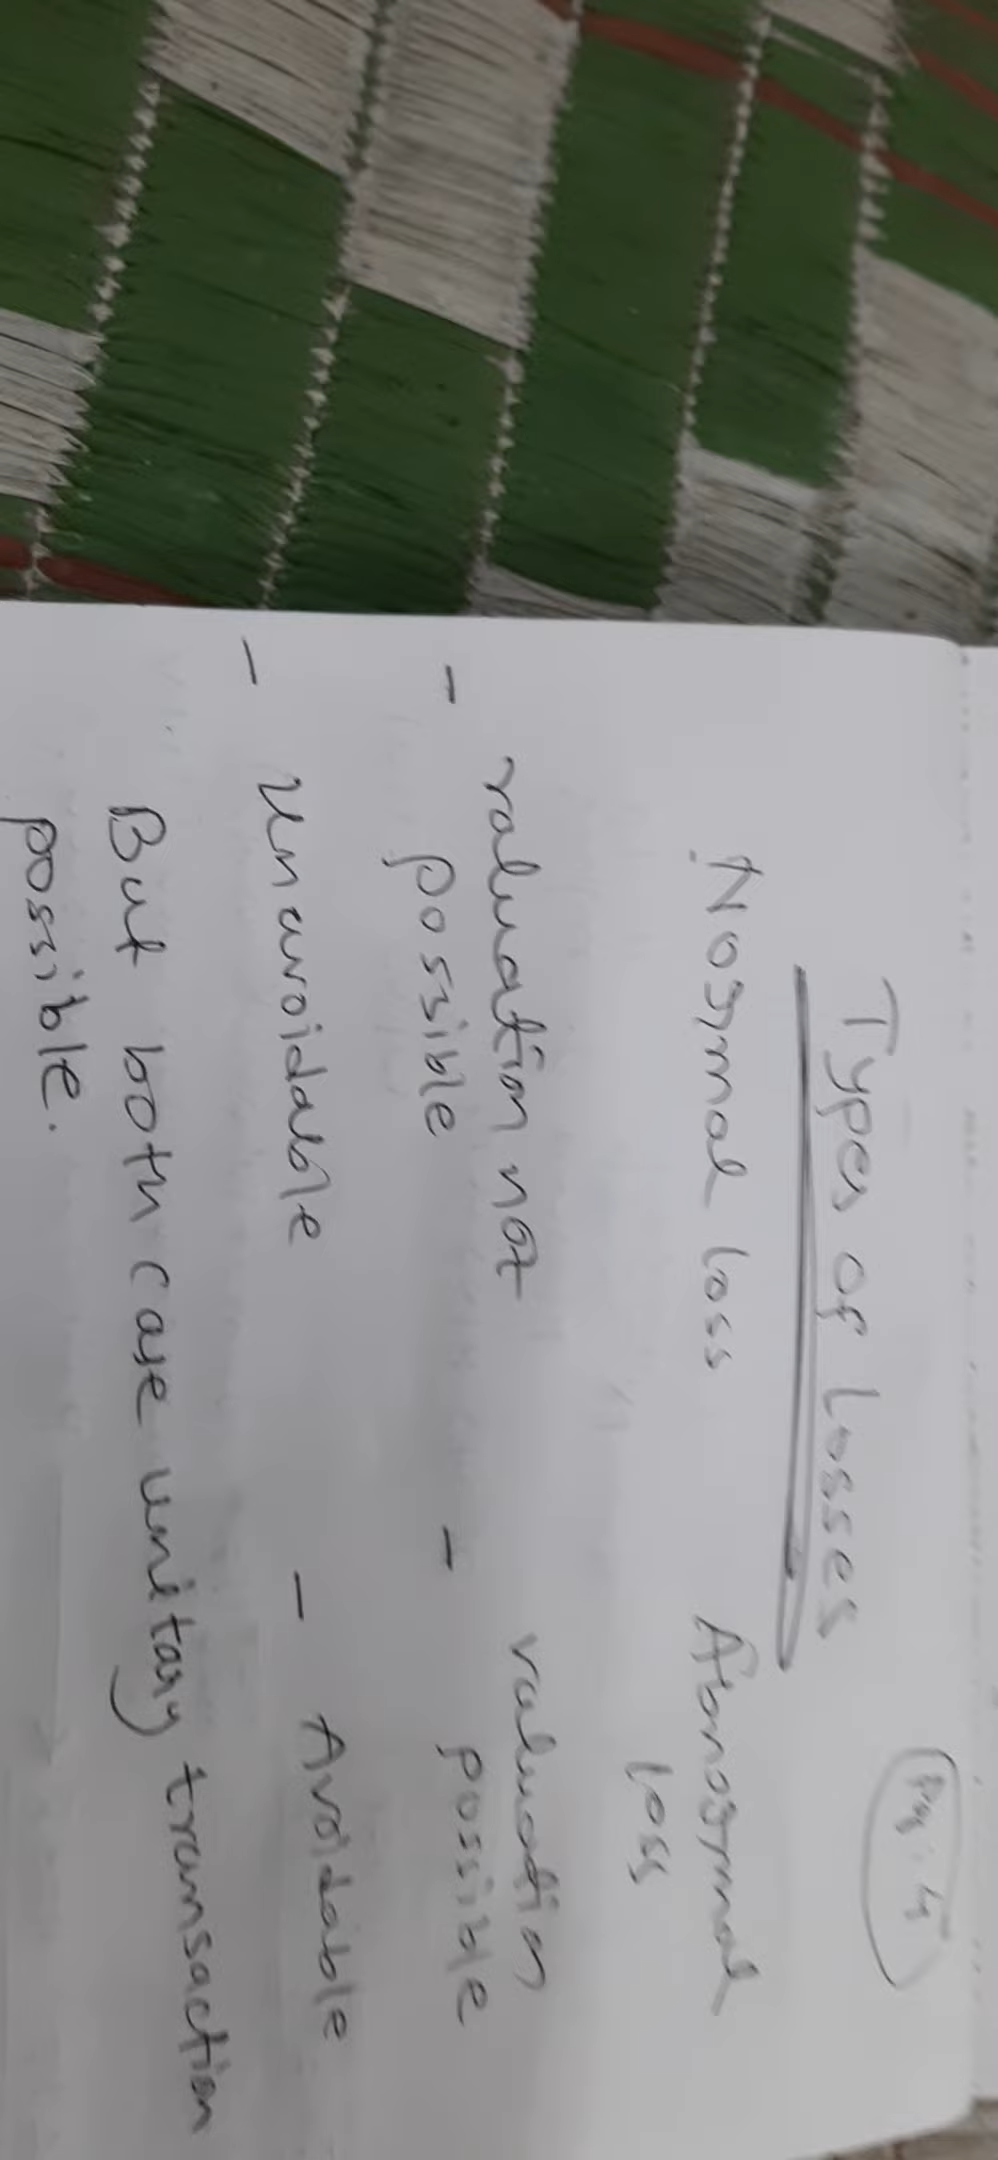 Types of Losses
Normal loss
Abnormal
loss
- valuation not
possible
- valuation
possible
- unavoidable
- Avoidable
But both case unitary transaction
possible.